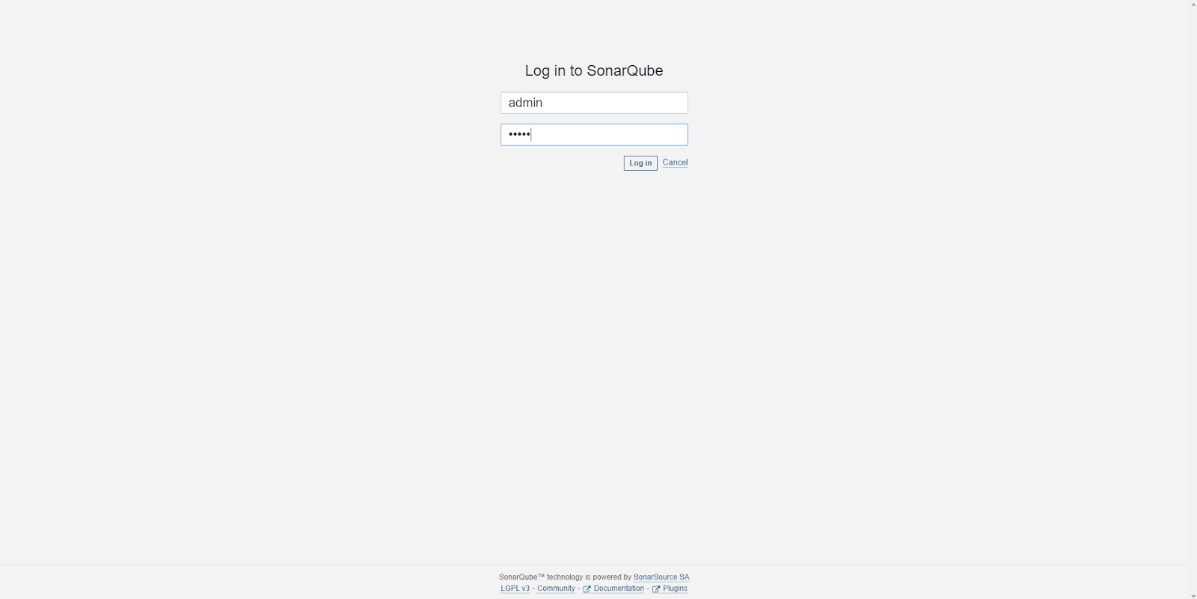 Log in to SonarQube
admin
•••••
Log in Cancel
SonarQube™ technology is powered by SonarSource SA
LGPL v3 - Community - Documentation - Plugins